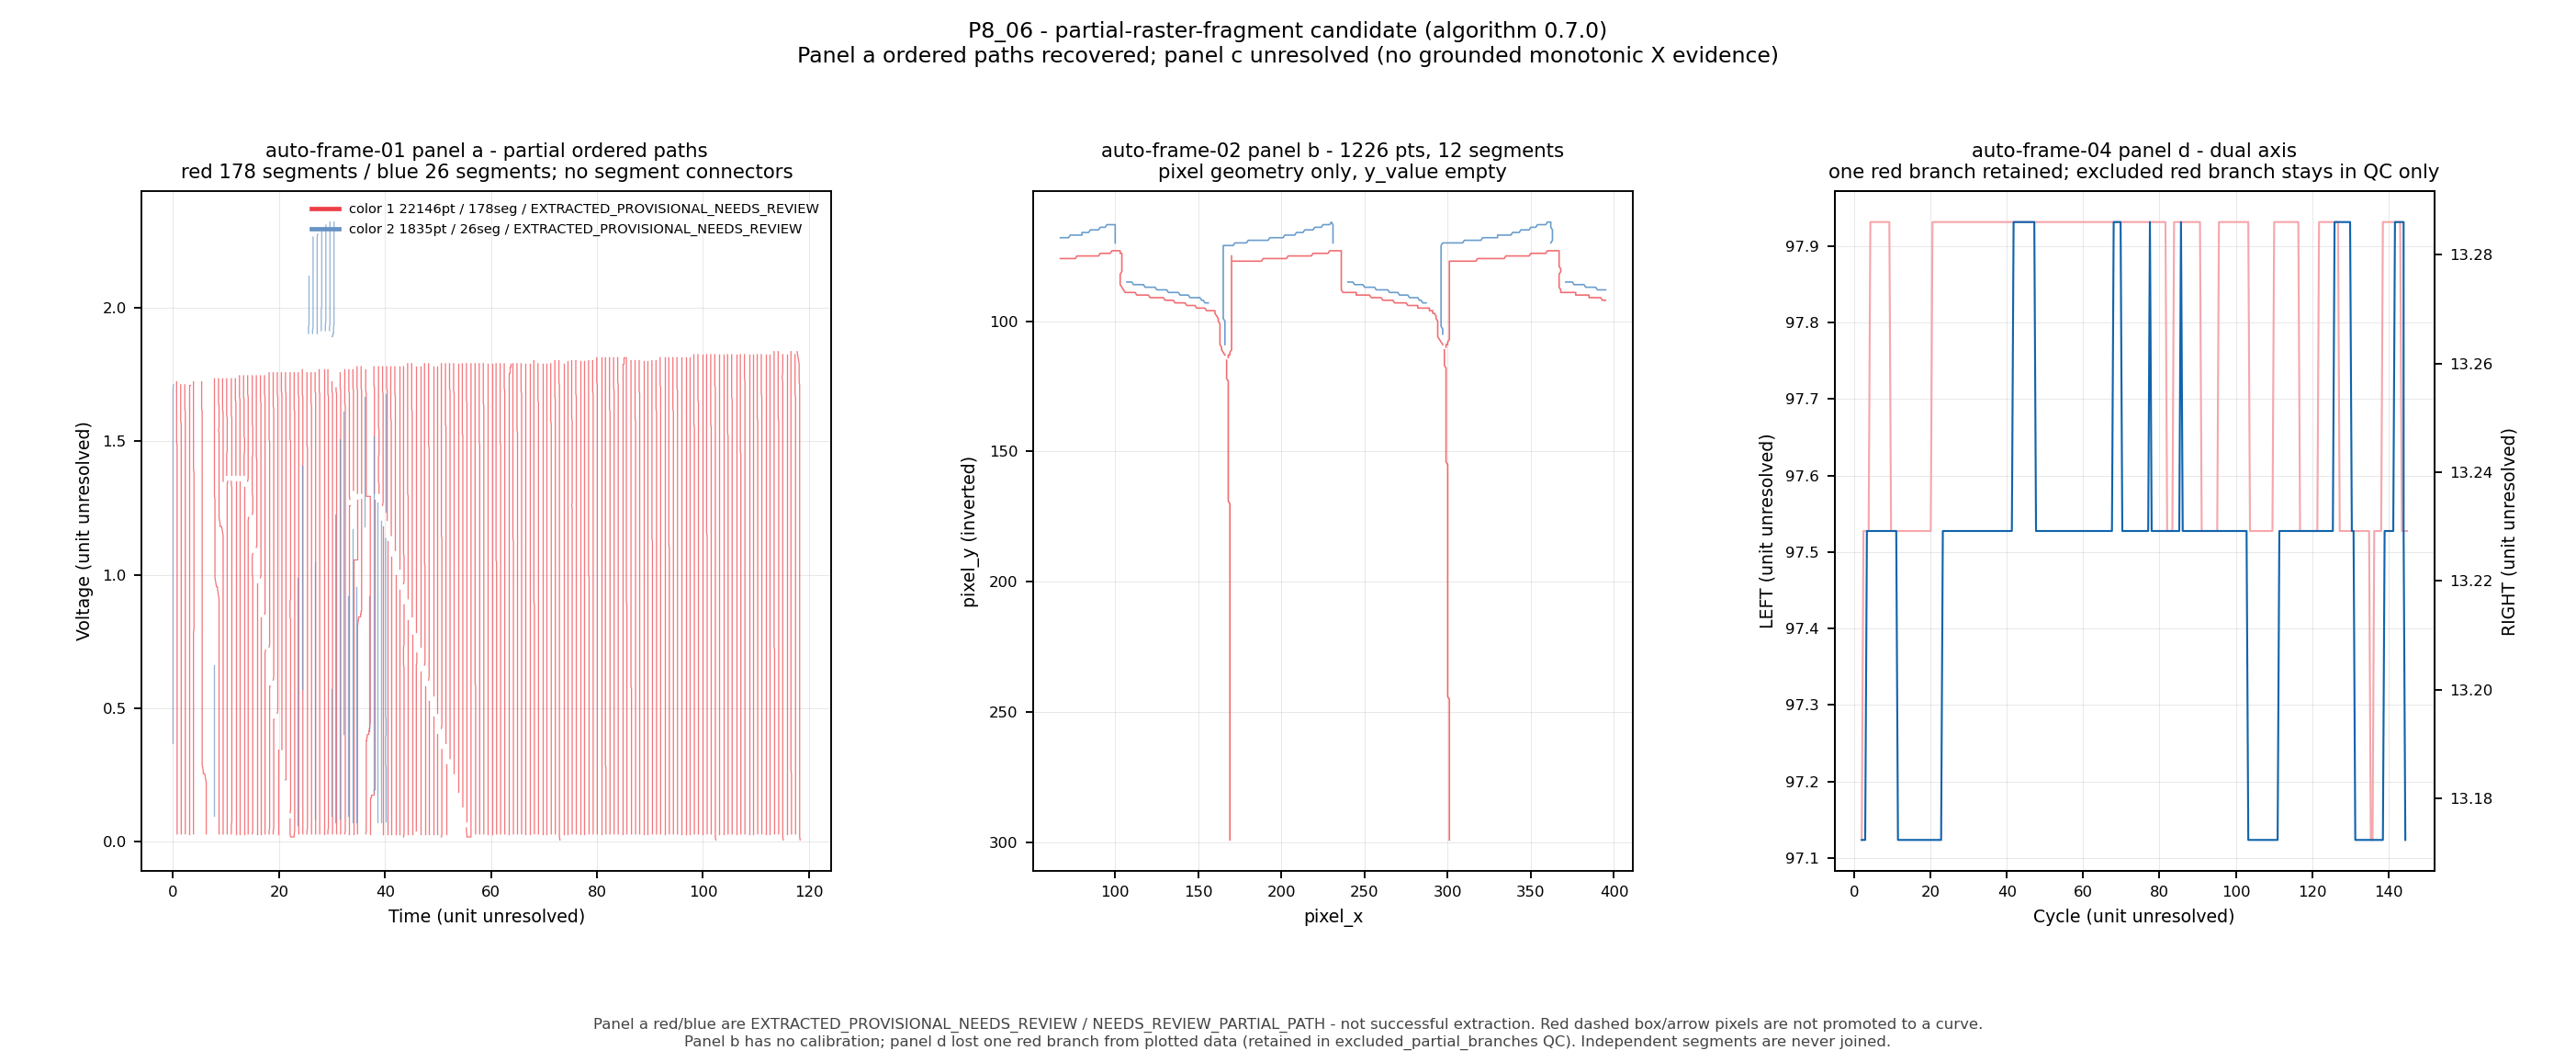 P8_06 - partial-raster-fragment candidate (algorithm 0.7.0)
Panel a ordered paths recovered; panel c unresolved (no grounded monotonic X evidence)
auto-frame-01 panel a - partial ordered paths
red 178 segments / blue 26 segments; no segment connectors
color 1 22146pt / 178seg / EXTRACTED_PROVISIONAL_NEEDS_REVIEW
color 2 1835pt / 26seg / EXTRACTED_PROVISIONAL_NEEDS_REVIEW
2.0
1.5
1.0
0.5
0.0
Voltage (unit unresolved)
0 20 40 60 80 100 120
Time (unit unresolved)
auto-frame-02 panel b - 1226 pts, 12 segments
pixel geometry only, y_value empty
100
150
200
250
300
pixel_y (inverted)
100 150 200 250 300 350 400
pixel_x
auto-frame-04 panel d - dual axis
one red branch retained; excluded red branch stays in QC only
97.9
97.8
97.7
97.6
97.5
97.4
97.3
97.2
97.1
LEFT (unit unresolved)
13.28
13.26
13.24
13.22
13.20
13.18
RIGHT (unit unresolved)
0 20 40 60 80 100 120 140
Cycle (unit unresolved)
Panel a red/blue are EXTRACTED_PROVISIONAL_NEEDS_REVIEW / NEEDS_REVIEW_PARTIAL_PATH - not successful extraction. Red dashed box/arrow pixels are not promoted to a curve.
Panel b has no calibration; panel d lost one red branch from plotted data (retained in excluded_partial_branches QC). Independent segments are never joined.